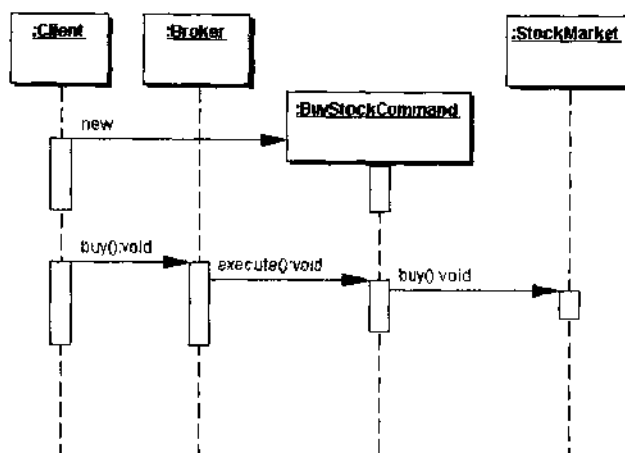 :Client
:Broker
:StockMarket
:BuyStockCommand
new
buy():void
execute():void
buy():void